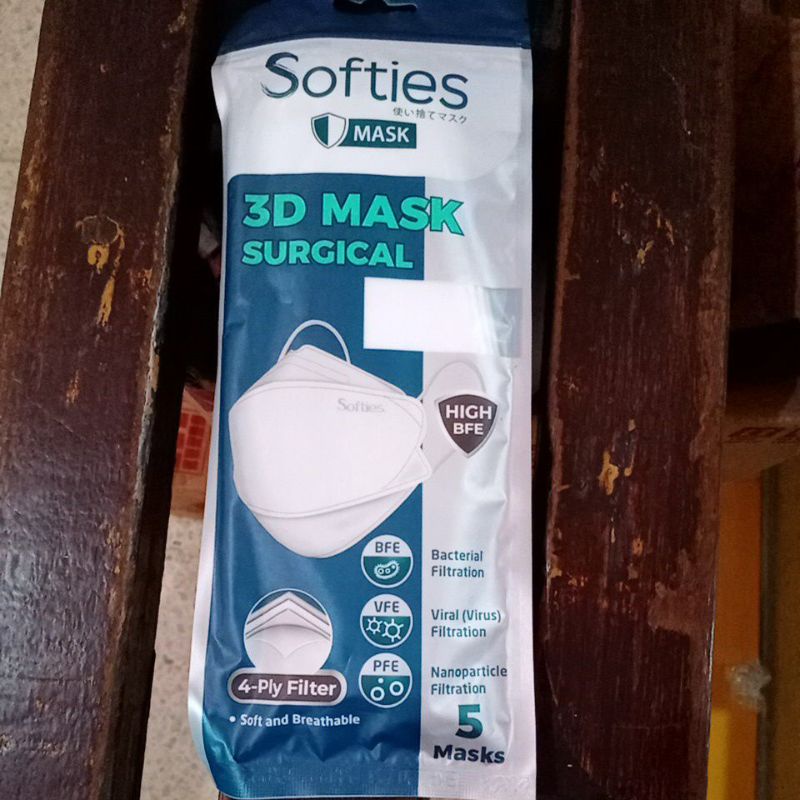 Softies
使い捨てマスク
MASK
3D MASK
SURGICAL
Softies
HIGH
BFE
BFE
Bacterial
Filtration
VFE
Viral (Virus)
Filtration
PFE
Nanoparticle
Filtration
4-Ply Filter
• Soft and Breathable
5
Masks